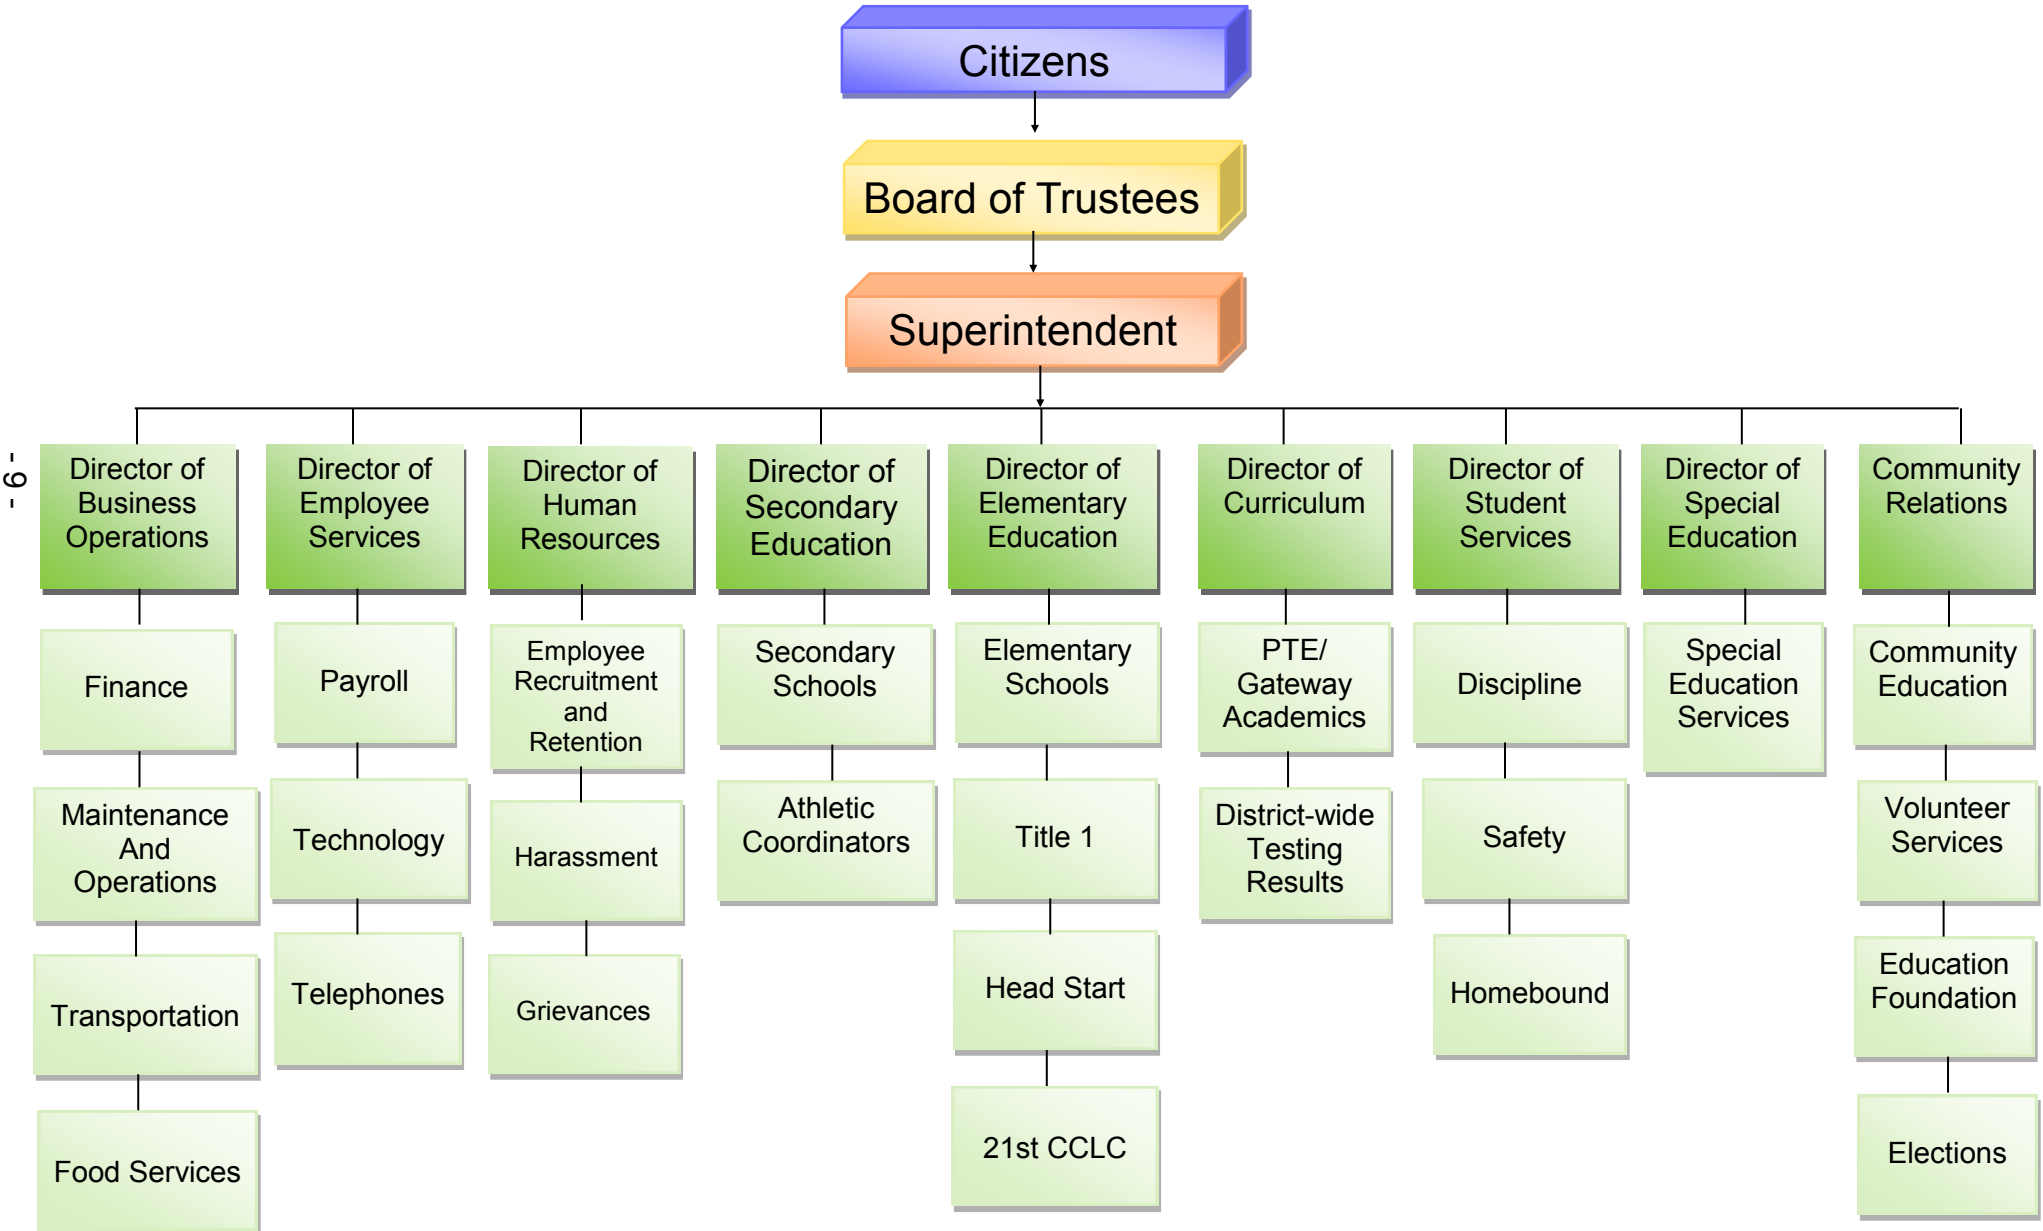 Citizens
Board of Trustees
Superintendent
- 9 -
Director of
Business
Operations
Director of
Employee
Services
Director of
Human
Resources
Director of
Secondary
Education
Director of
Elementary
Education
Director of
Curriculum
Director of
Student
Services
Director of
Special
Education
Community
Relations
Finance
Payroll
Employee
Recruitment
and
Retention
Secondary
Schools
Elementary
Schools
PTE/
Gateway
Academics
Discipline
Special
Education
Services
Community
Education
Maintenance
And
Operations
Technology
Harassment
Athletic
Coordinators
Title 1
District-wide
Testing
Results
Safety
Volunteer
Services
Transportation
Telephones
Grievances
Head Start
Homebound
Education
Foundation
Food Services
21st CCLC
Elections